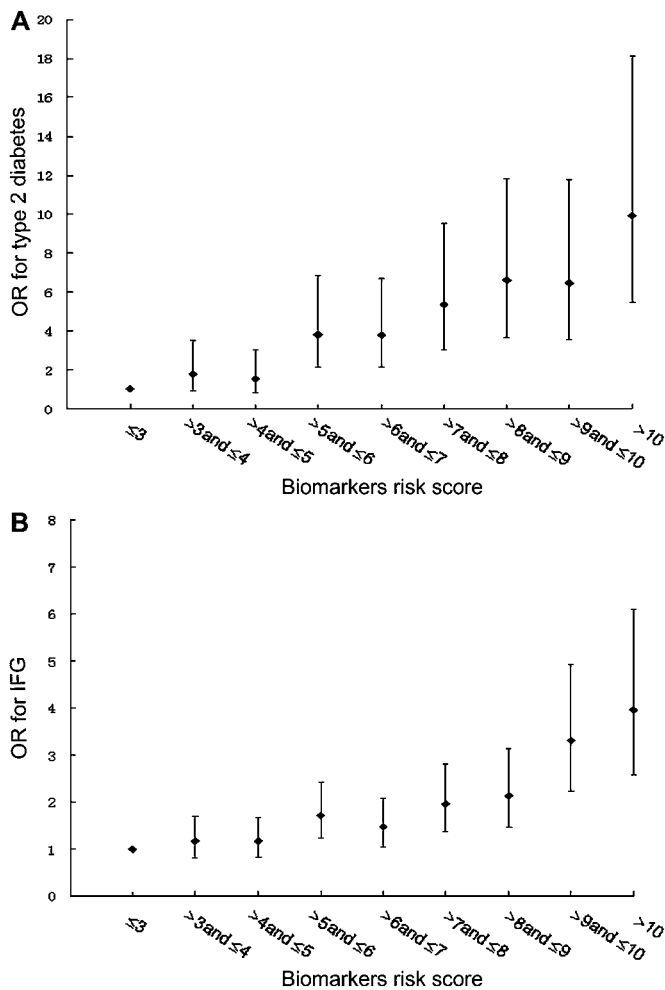 A
20
18
16
14
12
10
8
6
4
2
0
OR for type 2 diabetes
≤3
>3and ≤4
>4and ≤5
>5and ≤6
>6and ≤7
>7and ≤8
>8and ≤9
>9and ≤10
>10
Biomarkers risk score
B
8
7
6
5
4
3
2
1
0
OR for IFG
≤3
>3and ≤4
>4and ≤5
>5and ≤6
>6and ≤7
>7and ≤8
>8and ≤9
>9and ≤10
>10
Biomarkers risk score